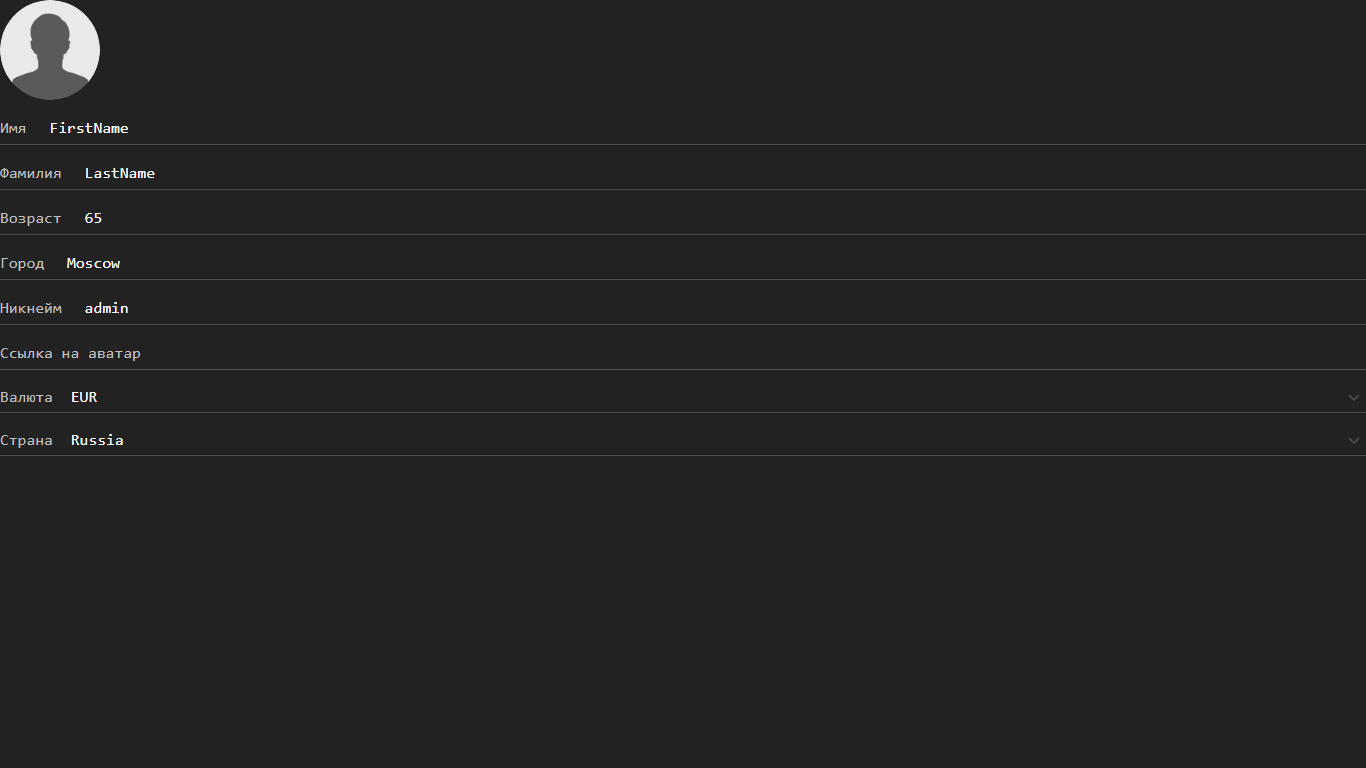 Имя FirstName
Фамилия LastName
Возраст 65
Город Moscow
Никнейм admin
Ссылка на аватар
Валюта EUR
Страна Russia